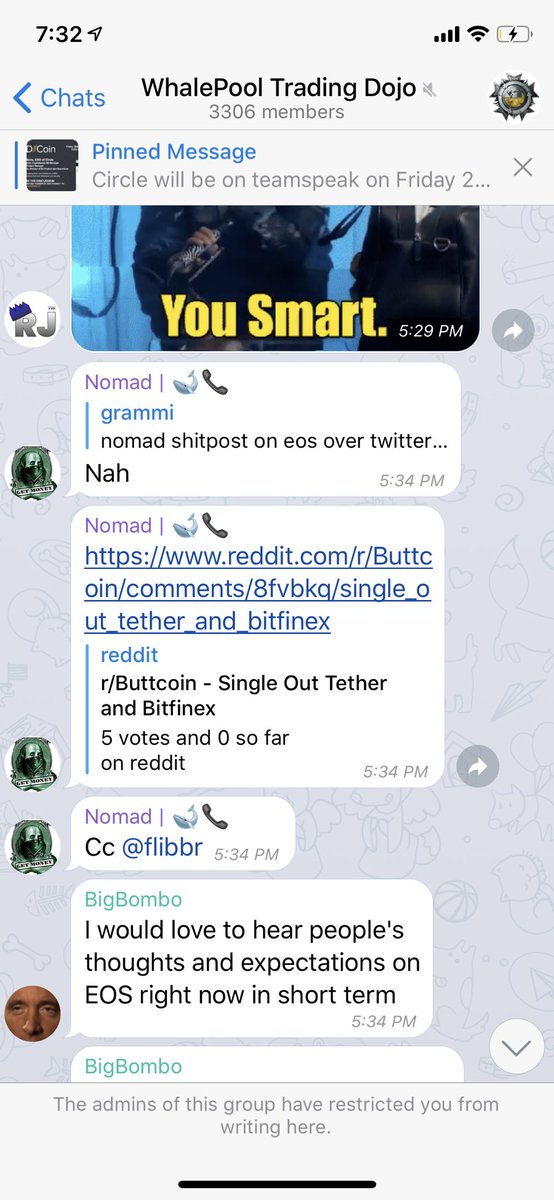 7:32
Chats
WhalePool Trading Dojo
3306 members
Pinned Message
Circle will be on teamspeak on Friday 2...
You Smart.
5:29 PM
RJ
Nomad | 🐋📞
grammi
nomad shitpost on eos over twitter...
Nah
5:34 PM
GET MONEY
Nomad | 🐋📞
https://www.reddit.com/r/Buttc
oin/comments/8fvbkq/single_o
ut_tether_and_bitfinex
reddit
r/Buttcoin - Single Out Tether
and Bitfinex
5 votes and 0 so far
on reddit
5:34 PM
GET MONEY
Nomad | 🐋📞
Cc @flibbr
5:34 PM
GET MONEY
BigBombo
I would love to hear people's
thoughts and expectations on
EOS right now in short term
5:34 PM
BigBombo
The admins of this group have restricted you from
writing here.